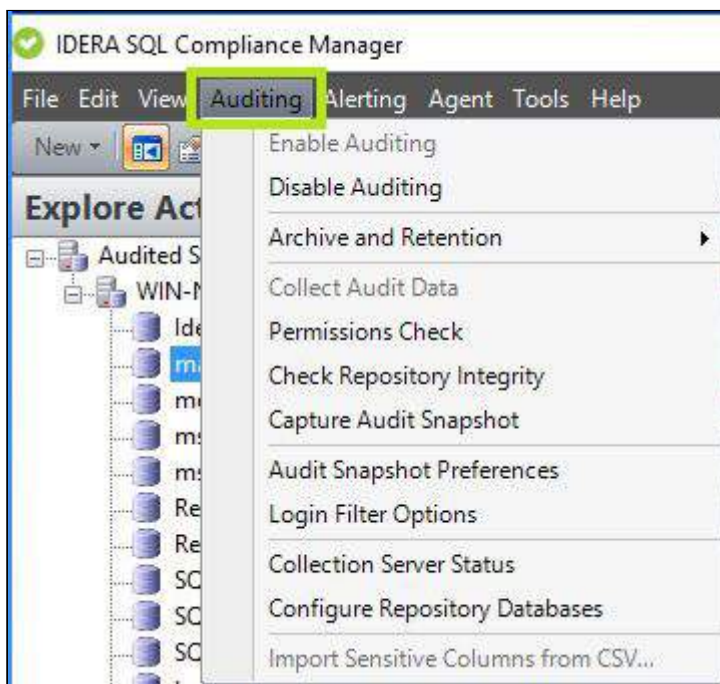 IDERA SQL Compliance Manager
File Edit View Auditing Alerting Agent Tools Help
New
Explore
Audited
Enable Auditing
Disable Auditing
Archive and Retention
Collect Audit Data
Permissions Check
Check Repository Integrity
Capture Audit Snapshot
Audit Snapshot Preferences
Login Filter Options
Collection Server Status
Configure Repository Databases
Import Sensitive Columns from CSV...